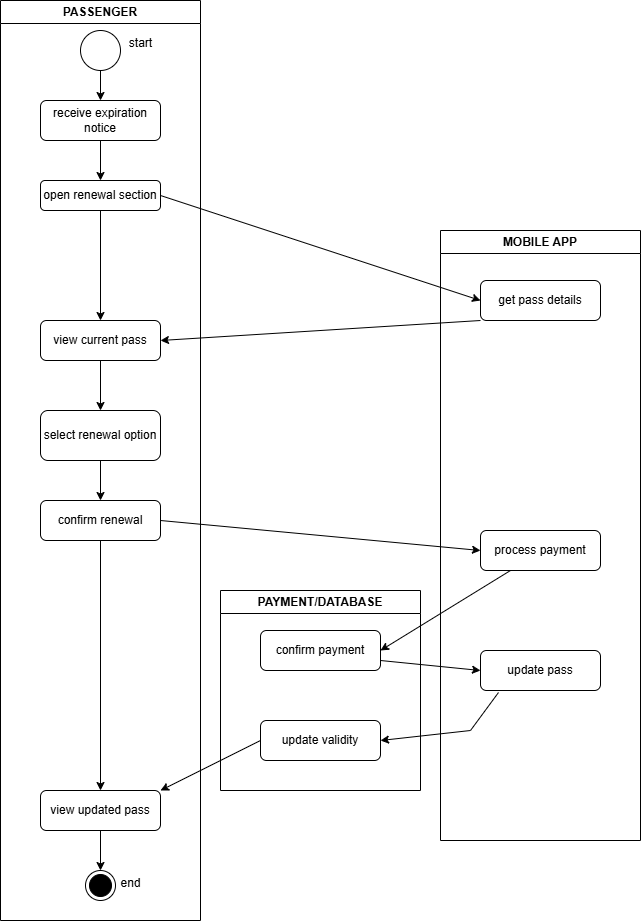 PASSENGER
start
receive expiration
notice
open renewal section
MOBILE APP
get pass details
view current pass
select renewal option
confirm renewal
process payment
PAYMENT/DATABASE
confirm payment
update pass
update validity
view updated pass
end